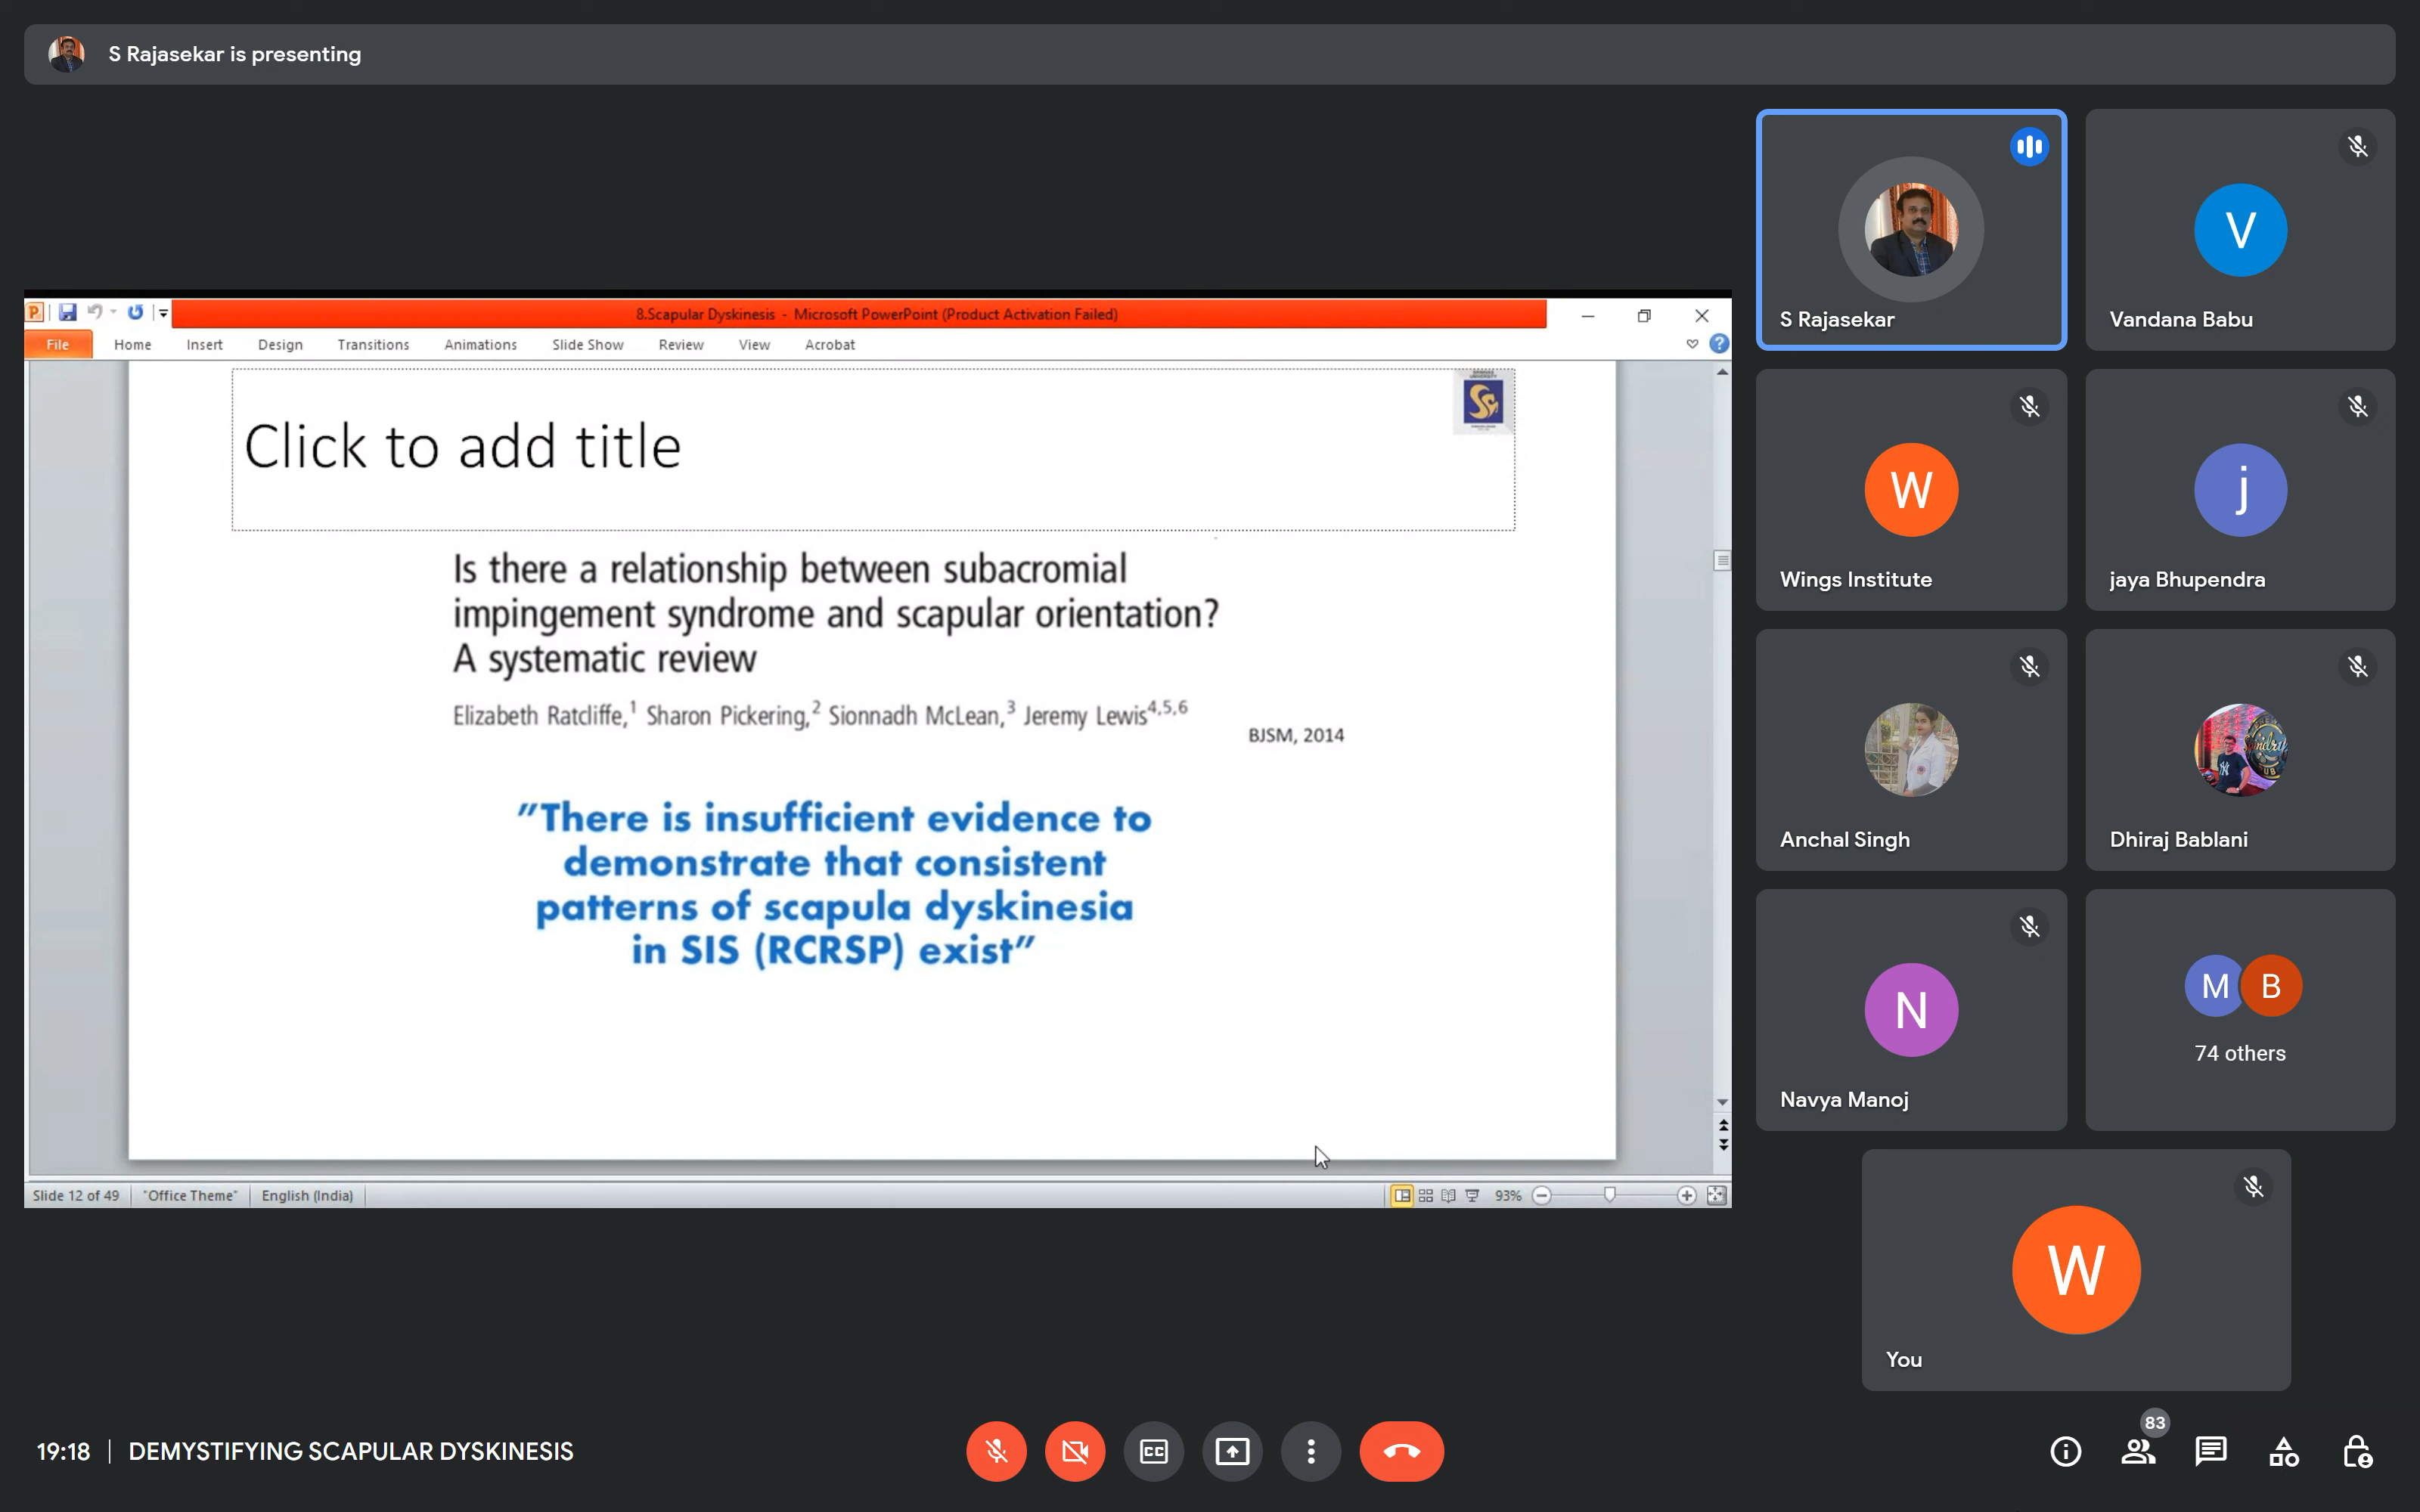 S Rajasekar is presenting
8.Scapular Dyskinesis - Microsoft PowerPoint (Product Activation Failed)
File Home Insert Design Transitions Animations Slide Show Review View Acrobat
Click to add title
Is there a relationship between subacromial
impingement syndrome and scapular orientation?
A systematic review
Elizabeth Ratcliffe,1 Sharon Pickering,2 Sionnadh McLean,3 Jeremy Lewis4,5,6
BJSM, 2014
"There is insufficient evidence to
demonstrate that consistent
patterns of scapula dyskinesia
in SIS (RCRSP) exist"
Slide 12 of 49 "Office Theme" English (India) 93%
S Rajasekar
V
Vandana Babu
W
Wings Institute
j
jaya Bhupendra
Anchal Singh
Dhiraj Bablani
N
Navya Manoj
M B
74 others
W
You
19:18 | DEMYSTIFYING SCAPULAR DYSKINESIS
CC
83